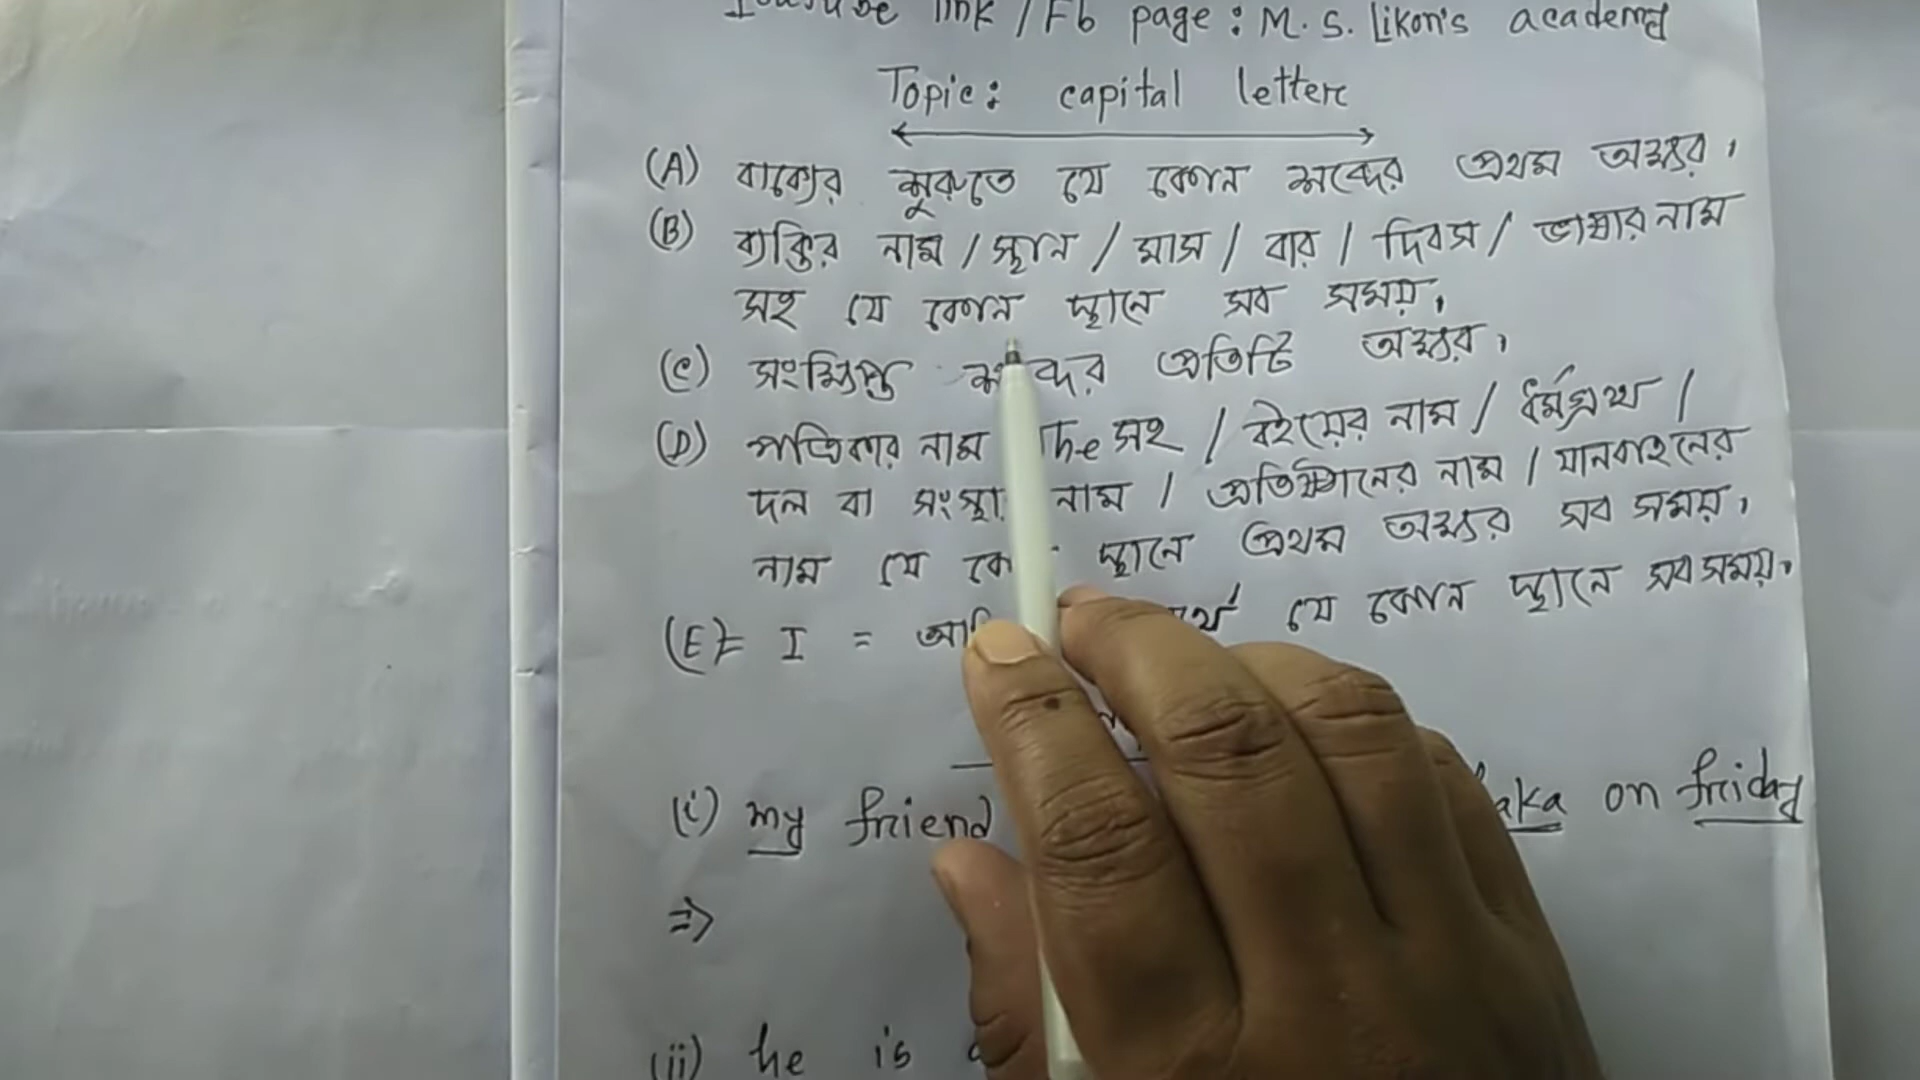 link / Fb page : M. S. Likon's academy
Topic : capital letter
(A) বাক্যের শুরুতে যে কোন শব্দের প্রথম অক্ষর ।
(B) ব্যক্তির নাম / স্থান / মাস / বার / দিবস / ভাষার নাম
সহ যে কোন স্থানে সব সময় ।
(C) সংক্ষিপ্ত শব্দের প্রতিটি অক্ষর ।
(D) পত্রিকার নাম The সহ / বইয়ের নাম / ধর্মগ্রন্থ /
দল বা সংস্থা নাম / প্রতিষ্ঠানের নাম / যানবাহনের
নাম যে স্থানে প্রথম অক্ষর সব সময় ।
(E) I = যে কোন স্থানে সব সময় ।
(i) my friend on friday
⇒
(ii) he is